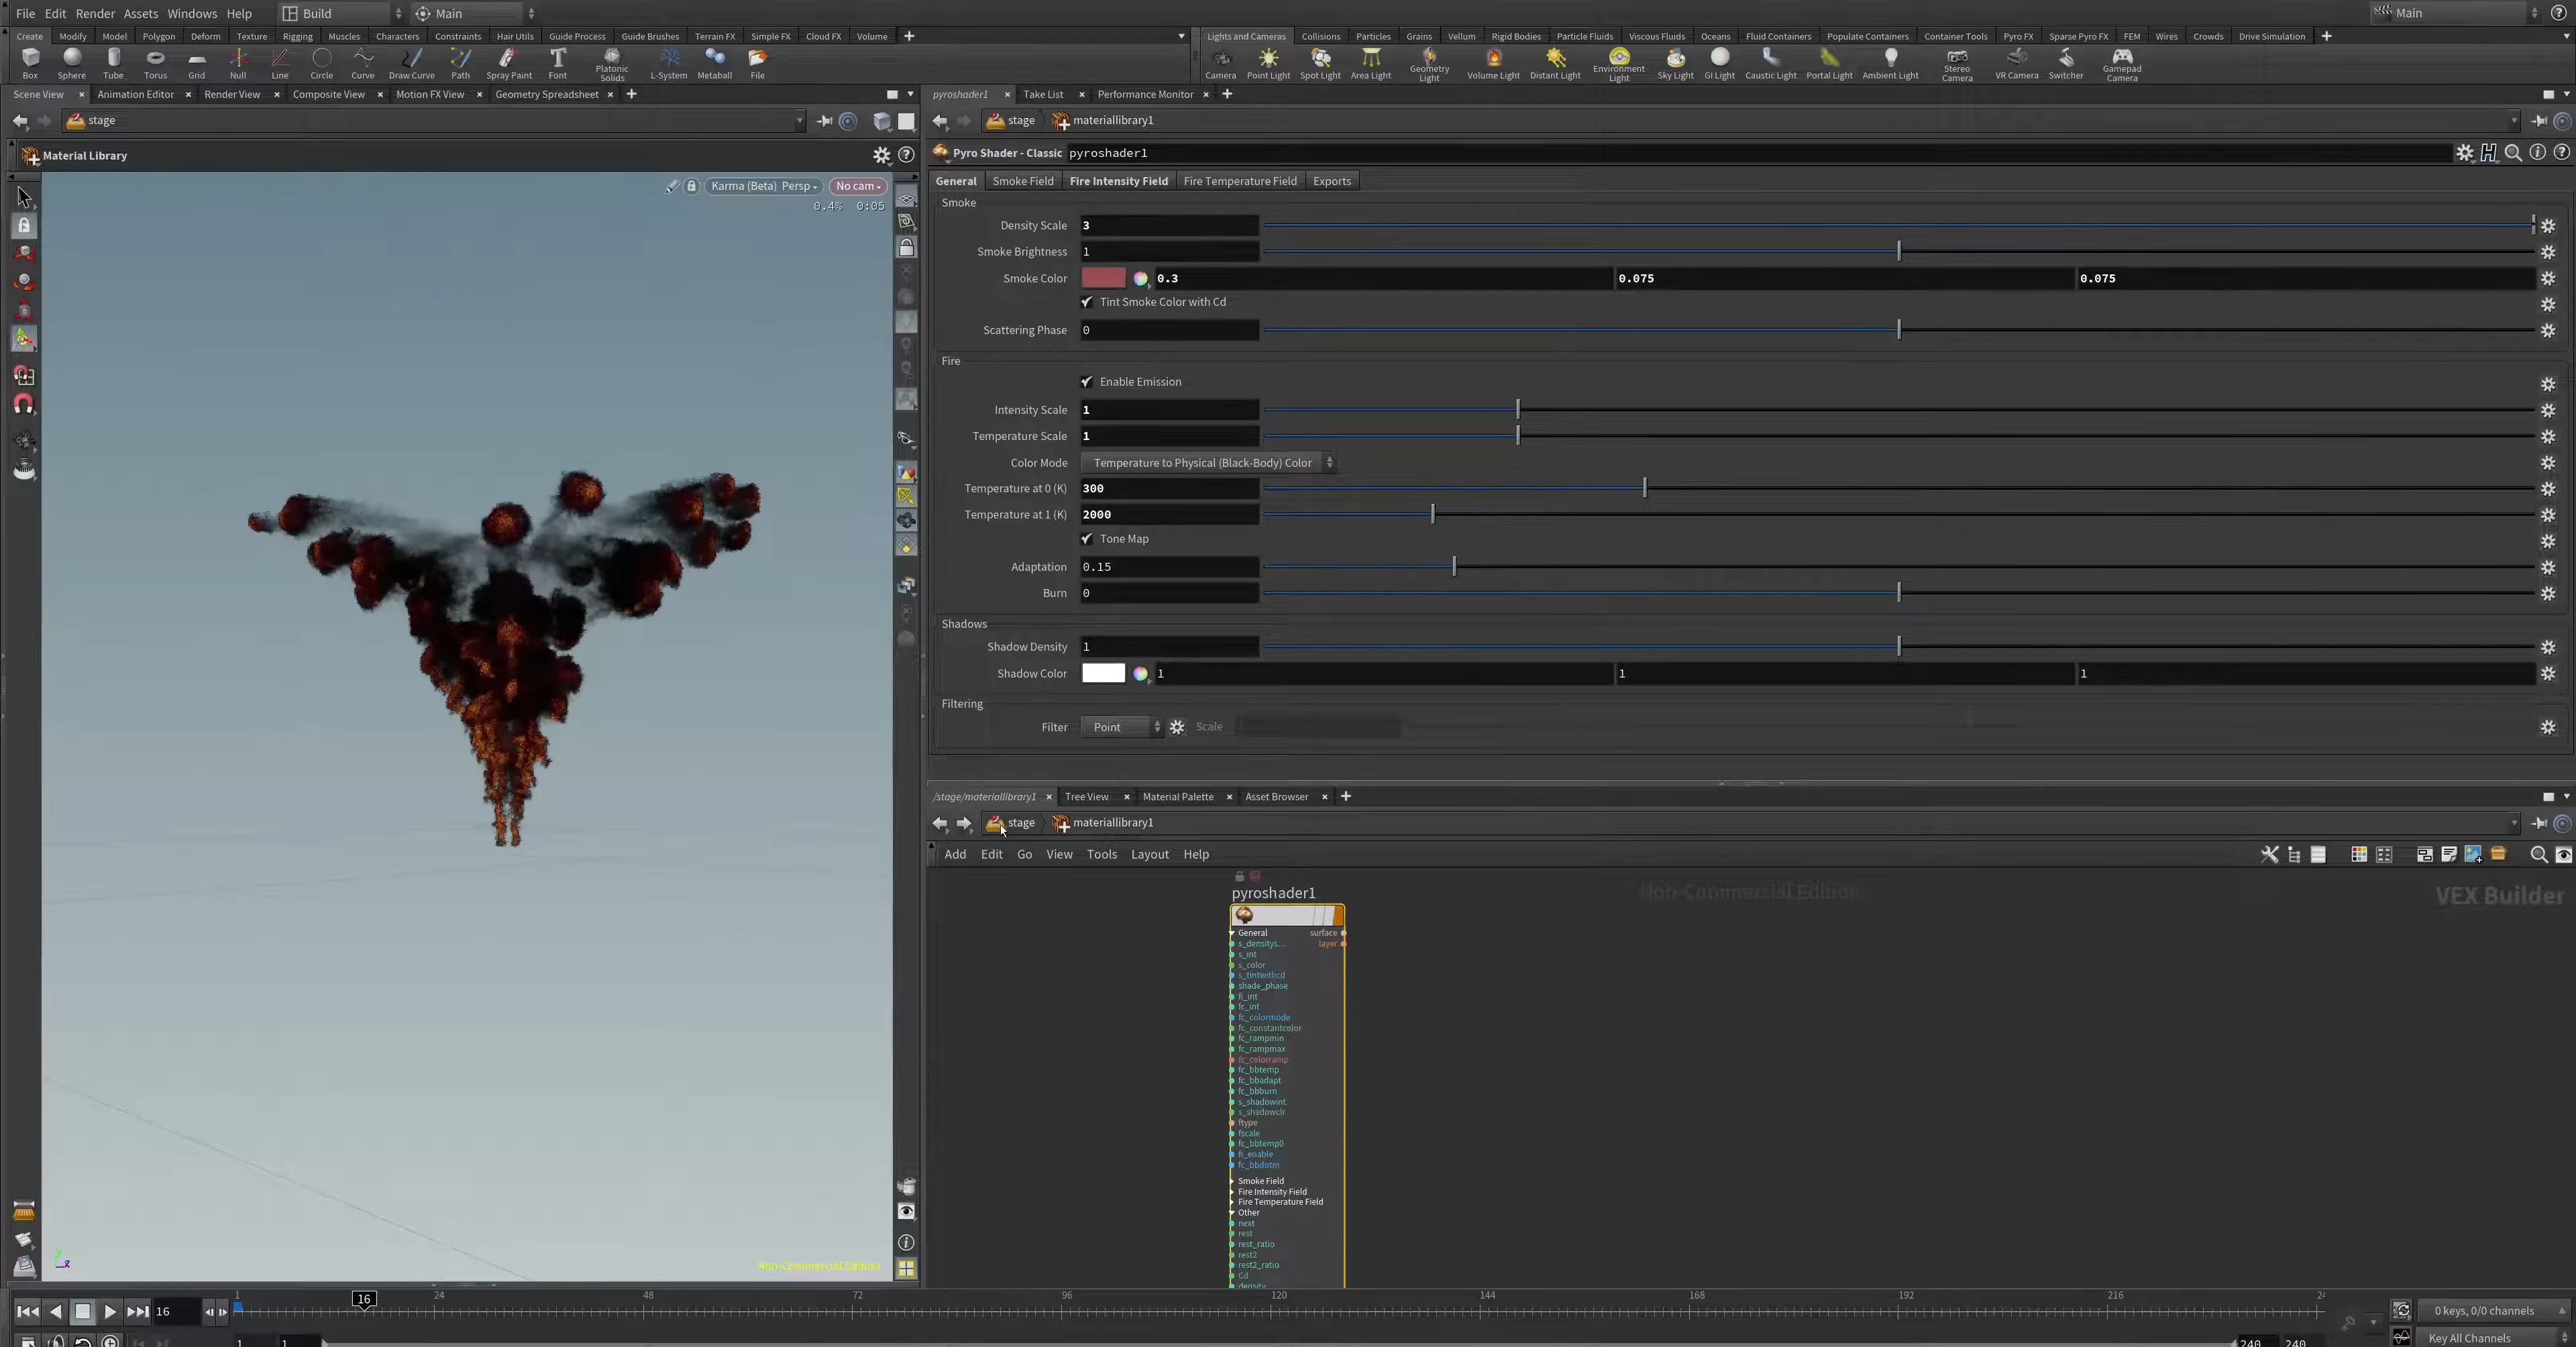 File Edit Render Assets Windows Help Build Main Main
Create Modify Model Polygon Deform Texture Rigging Muscles Characters Constraints Hair Utils Guide Process Guide Brushes Terrain FX Simple FX Cloud FX Volume
Lights and Cameras Collisions Particles Grains Vellum Rigid Bodies Particle Fluids Viscous Fluids Oceans Fluid Containers Populate Containers Container Tools Pyro FX Sparse Pyro FX FEM Wires Crowds Drive Simulation
Box Sphere Tube Torus Grid Null Line Circle Curve Draw Curve Path Spray Paint Font Platonic Solids L-System Metaball File
Camera Point Light Spot Light Area Light Geometry Light Volume Light Distant Light Environment Light Sky Light GI Light Caustic Light Portal Light Ambient Light Stereo Camera VR Camera Switcher Gamepad Camera
Scene View Animation Editor Render View Composite View Motion FX View Geometry Spreadsheet
pyroshader1 Take List Performance Monitor
stage
stage materiallibrary1
Material Library
Pyro Shader - Classic pyroshader1
Karma (Beta) Persp No cam
0.4% 0:05
General Smoke Field Fire Intensity Field Fire Temperature Field Exports
Smoke
Density Scale 3
Smoke Brightness 1
Smoke Color 0.3 0.075 0.075
Tint Smoke Color with Cd
Scattering Phase 0
Fire
Enable Emission
Intensity Scale 1
Temperature Scale 1
Color Mode Temperature to Physical (Black-Body) Color
Temperature at 0 (K) 300
Temperature at 1 (K) 2000
Tone Map
Adaptation 0.15
Burn 0
Shadows
Shadow Density 1
Shadow Color 1 1 1
Filtering
Filter Point Scale
/stage/materiallibrary1 Tree View Material Palette Asset Browser
stage materiallibrary1
Add Edit Go View Tools Layout Help
pyroshader1
Non-Commercial Edition
VEX Builder
General surface
s_densitys... layer
s_int
s_color
s_tintwithcd
shade_phase
fi_int
fc_int
fc_colormode
fc_constantcolor
fc_rampmin
fc_rampmax
fc_colorramp
fc_bbtemp
fc_bbadapt
fc_bbburn
s_shadowint
s_shadowclr
ftype
fscale
fc_bbtemp0
fi_enable
fc_bbdotm
Smoke Field
Fire Intensity Field
Fire Temperature Field
Other
next
rest
rest_ratio
rest2
rest2_ratio
Cd
density
y
z
Non-Commercial Edition
16 1 16 24 48 72 96 120 144 168 192 216 24
0 keys, 0/0 channels
1 1 240 240 Key All Channels